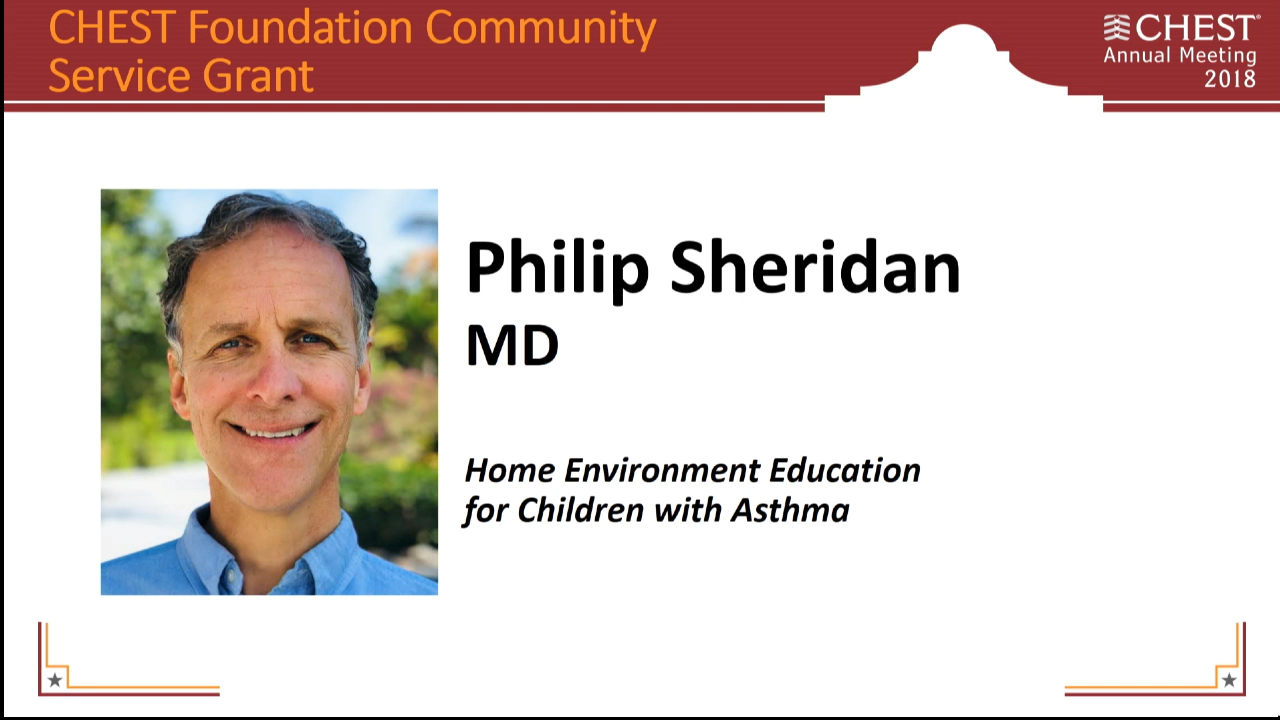 CHEST Foundation Community
Service Grant
CHEST®
Annual Meeting
2018
Philip Sheridan
MD
Home Environment Education
for Children with Asthma